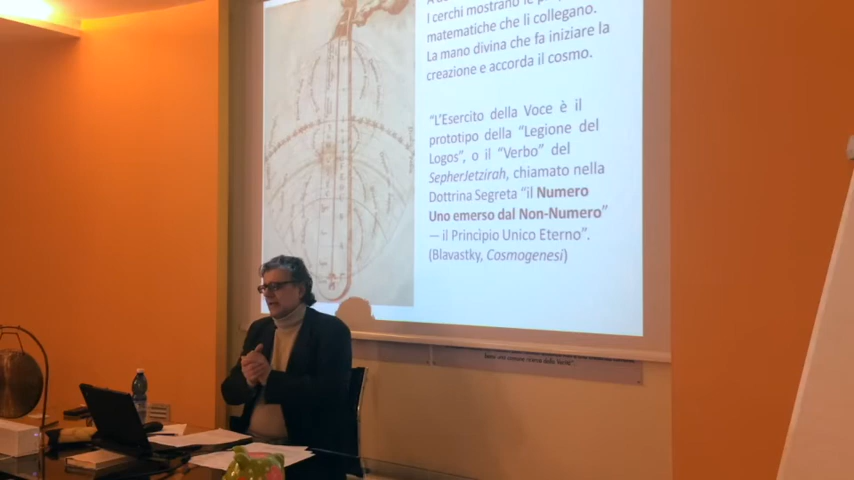 I cerchi mostrano le
matematiche che li collegano.
La mano divina che fa iniziare la
creazione e accorda il cosmo.
“L’Esercito della Voce è il
prototipo della “Legione del
Logos”, o il “Verbo” del
SepherJetzirah, chiamato nella
Dottrina Segreta “il Numero
Uno emerso dal Non-Numero”
— il Principio Unico Eterno”.
(Blavastky, Cosmogenesi)